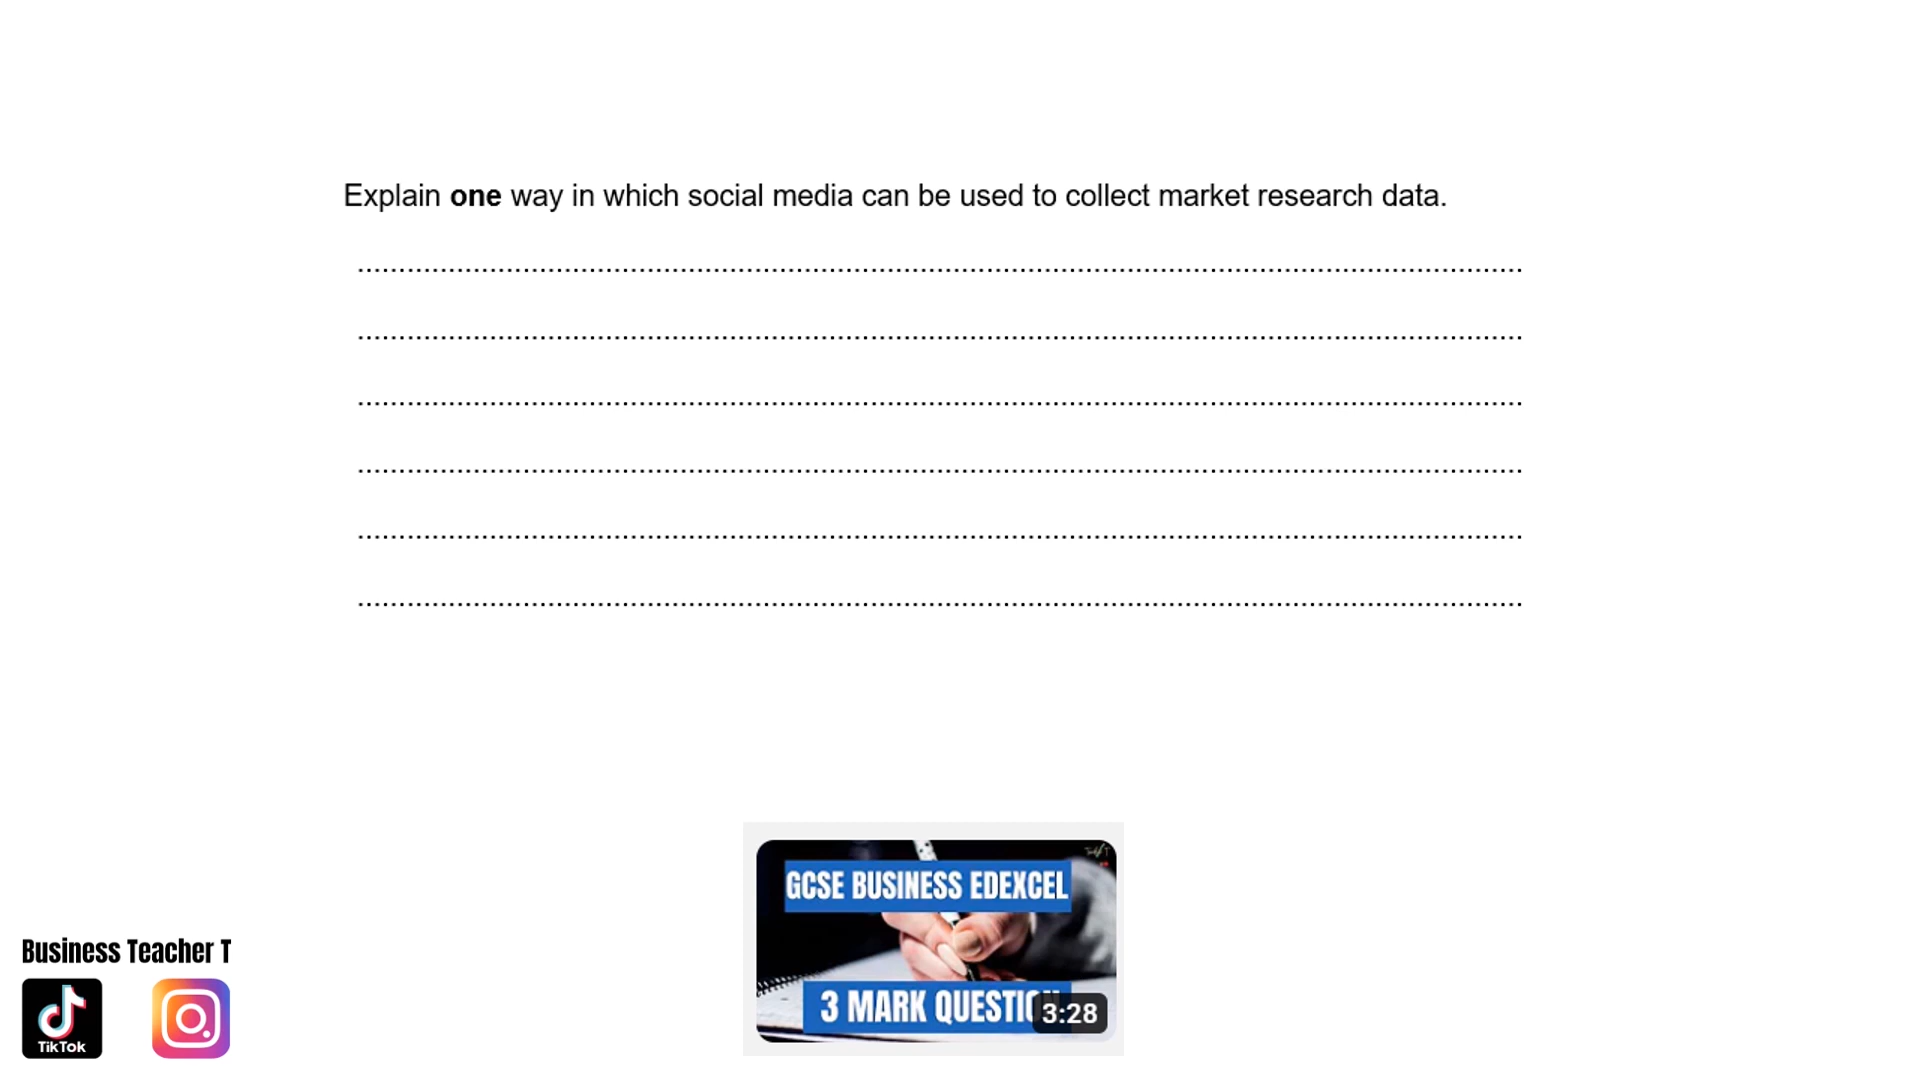 Explain one way in which social media can be used to collect market research data.
................................................................................
................................................................................
................................................................................
................................................................................
................................................................................
................................................................................
GCSE BUSINESS EDEXCEL
3 MARK
3:28
Business Teacher T
TikTok